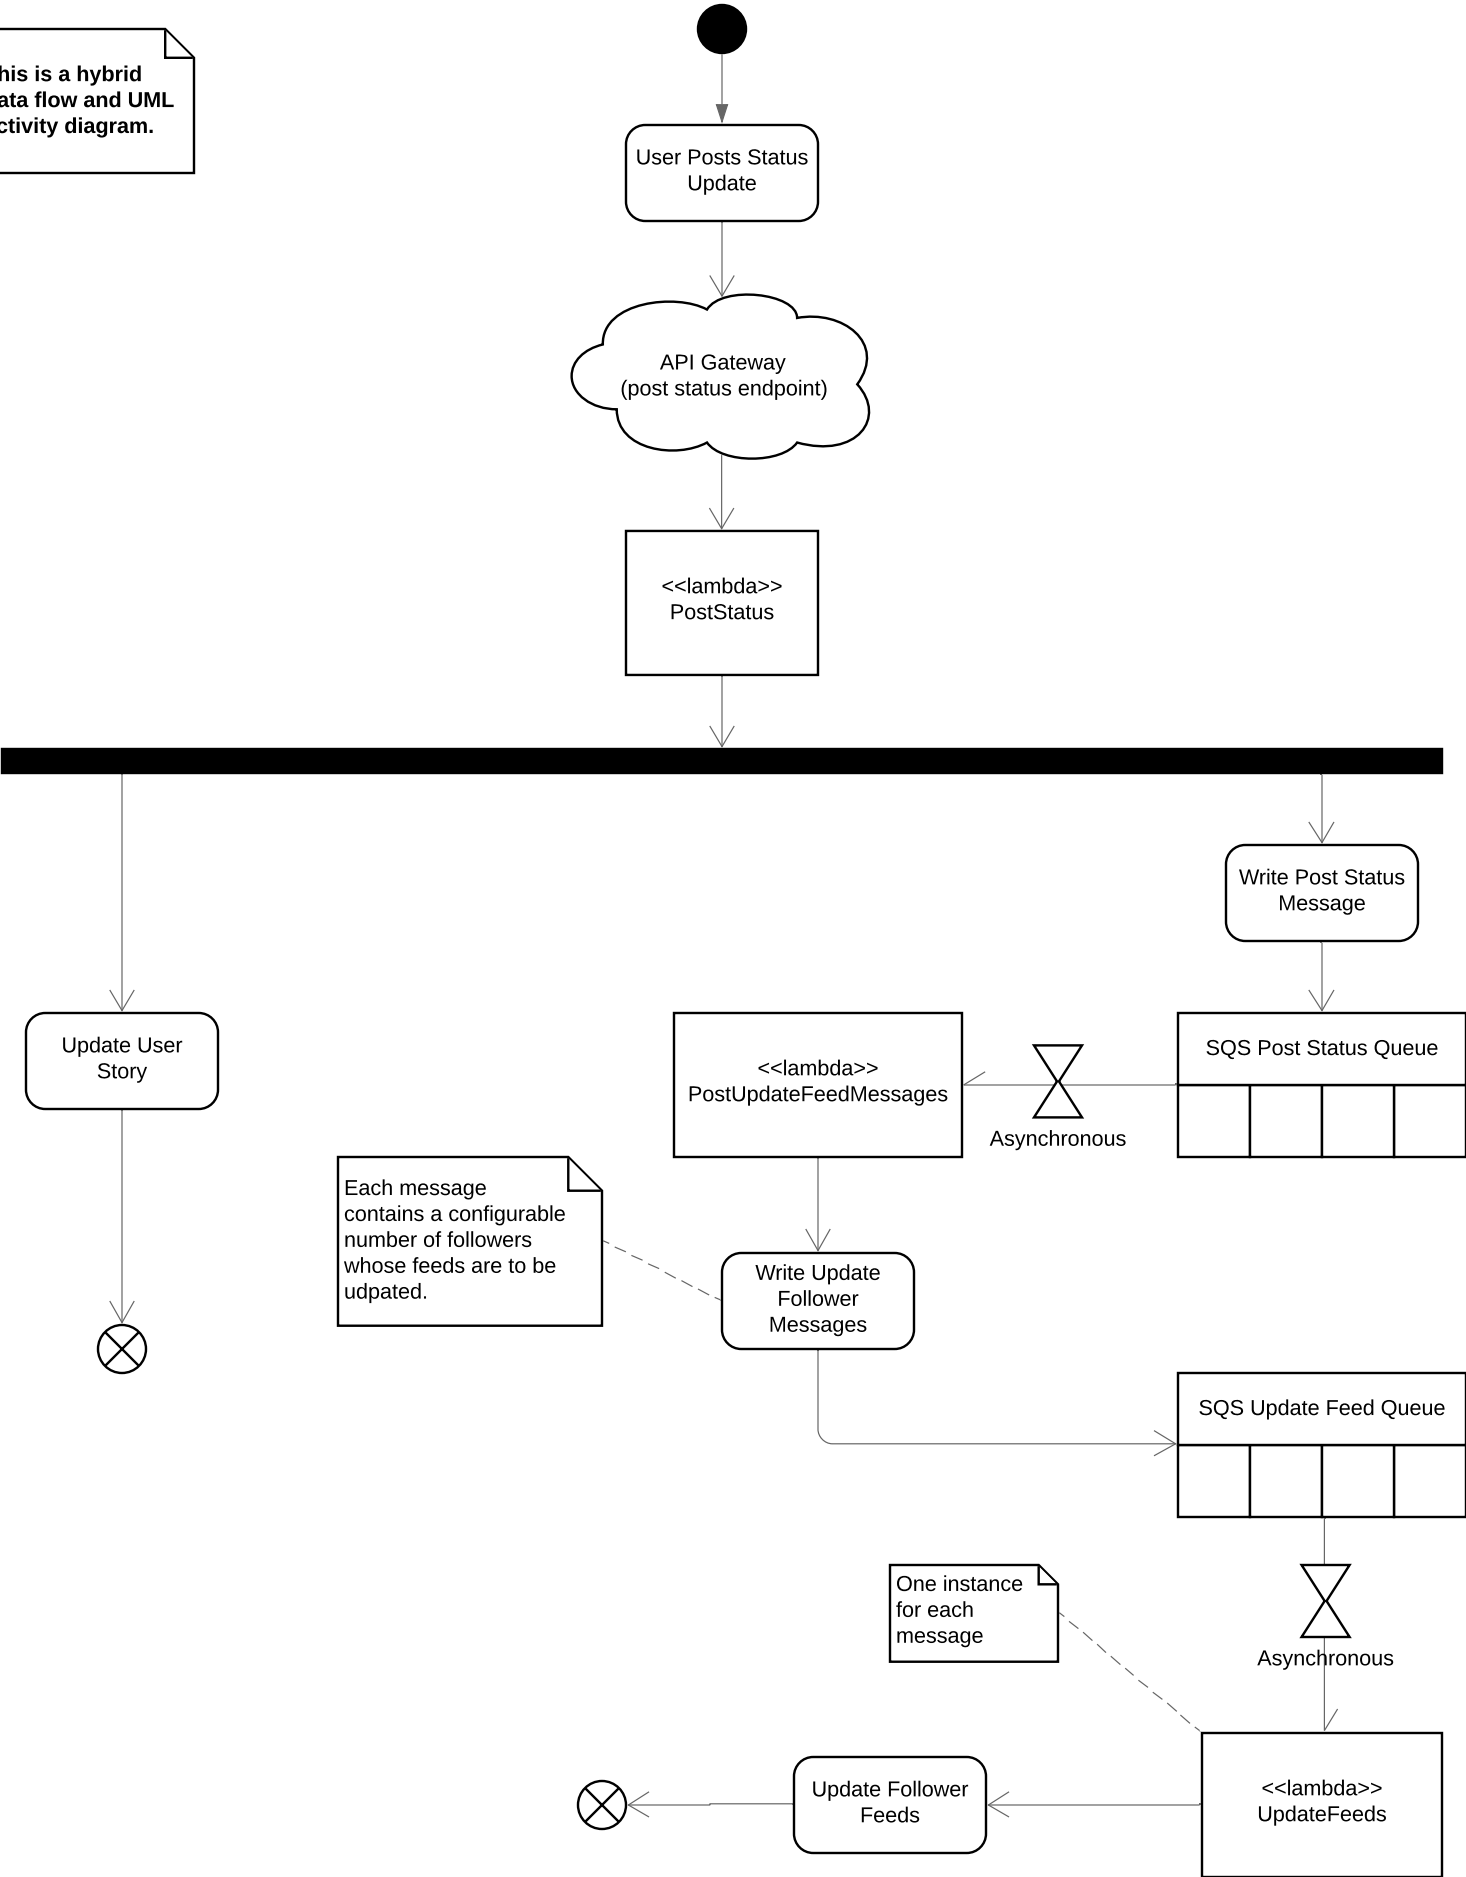 his is a hybrid
ata flow and UML
ctivity diagram.
User Posts Status
Update
API Gateway
(post status endpoint)
<<lambda>>
PostStatus
Write Post Status
Message
Update User
Story
<<lambda>>
PostUpdateFeedMessages
Asynchronous
SQS Post Status Queue
Each message
contains a configurable
number of followers
whose feeds are to be
udpated.
Write Update
Follower
Messages
SQS Update Feed Queue
One instance
for each
message
Asynchronous
Update Follower
Feeds
<<lambda>>
UpdateFeeds